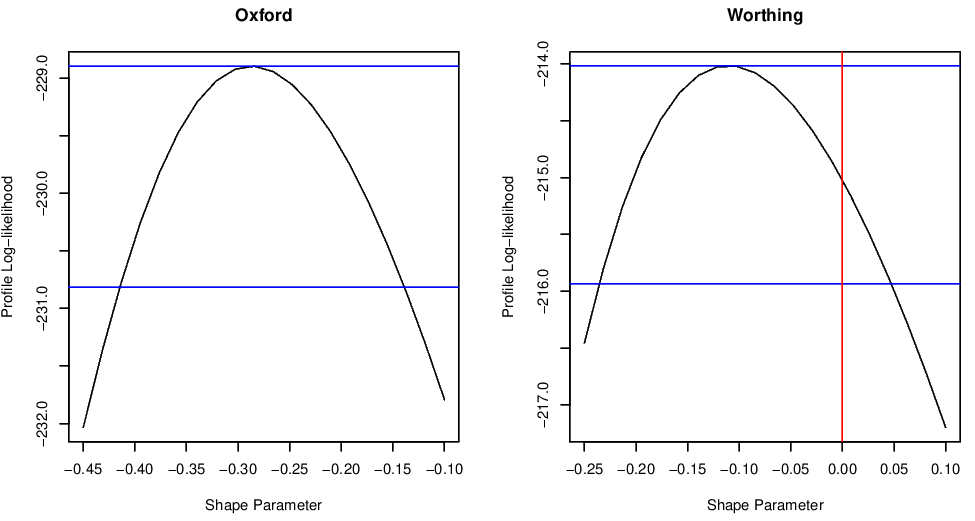 Oxford
Profile Log−likelihood
−229.0
−230.0
−231.0
−232.0
−0.45 −0.40 −0.35 −0.30 −0.25 −0.20 −0.15 −0.10
Shape Parameter
Worthing
Profile Log−likelihood
−214.0
−215.0
−216.0
−217.0
−0.25 −0.20 −0.15 −0.10 −0.05 0.00 0.05 0.10
Shape Parameter